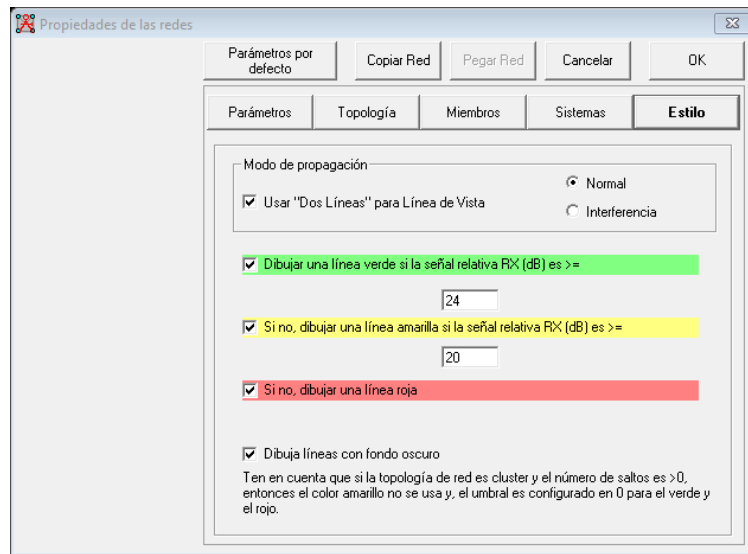 Propiedades de las redes
Parámetros por
defecto
Copiar Red
Pegar Red
Cancelar
OK
Parámetros
Topología
Miembros
Sistemas
Estilo
Modo de propagación
Usar "Dos Líneas" para Línea de Vista
Normal
Interferencia
Dibujar una línea verde si la señal relativa RX (dB) es >=
24
Si no, dibujar una línea amarilla si la señal relativa RX (dB) es >=
20
Si no, dibujar una línea roja
Dibuja líneas con fondo oscuro
Ten en cuenta que si la topología de red es cluster y el número de saltos es >0,
entonces el color amarillo no se usa y, el umbral es configurado en 0 para el verde y
el rojo.